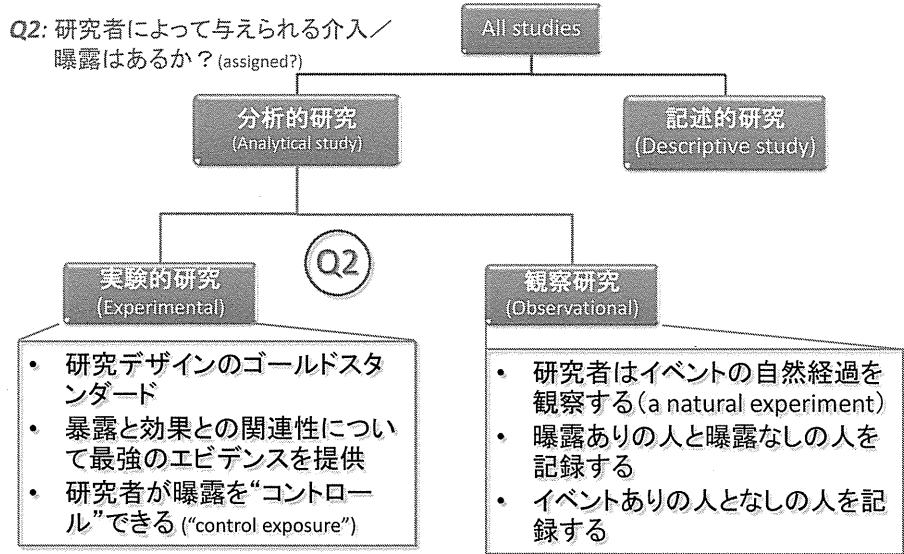 Q2: 研究者によって与えられる介入／
曝露はあるか？(assigned?)
All studies
分析的研究
(Analytical study)
記述的研究
(Descriptive study)
Q2
実験的研究
(Experimental)
観察研究
(Observational)
• 研究デザインのゴールドスタ
ンダード
• 暴露と効果との関連性につい
て最強のエビデンスを提供
• 研究者が曝露を“コントロー
ル”できる (“control exposure”)
• 研究者はイベントの自然経過を
観察する(a natural experiment)
• 曝露ありの人と曝露なしの人を
記録する
• イベントありの人となしの人を記
録する